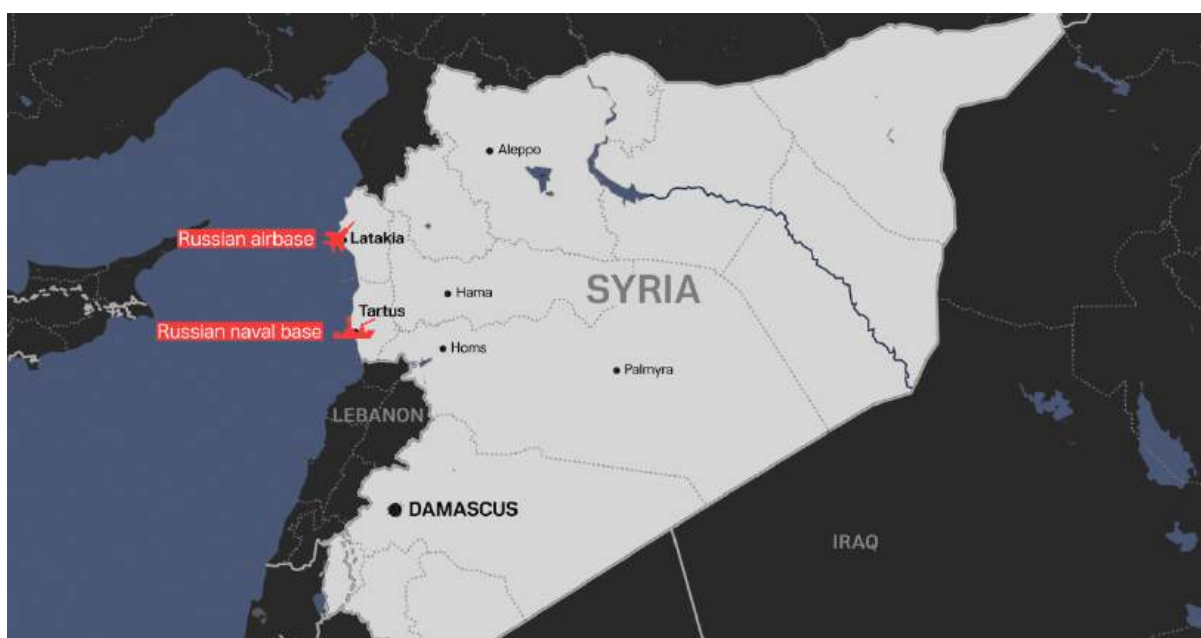 Aleppo
Russian airbase
Latakia
SYRIA
Hama
Tartus
Russian naval base
Homs
Palmyra
LEBANON
DAMASCUS
IRAQ